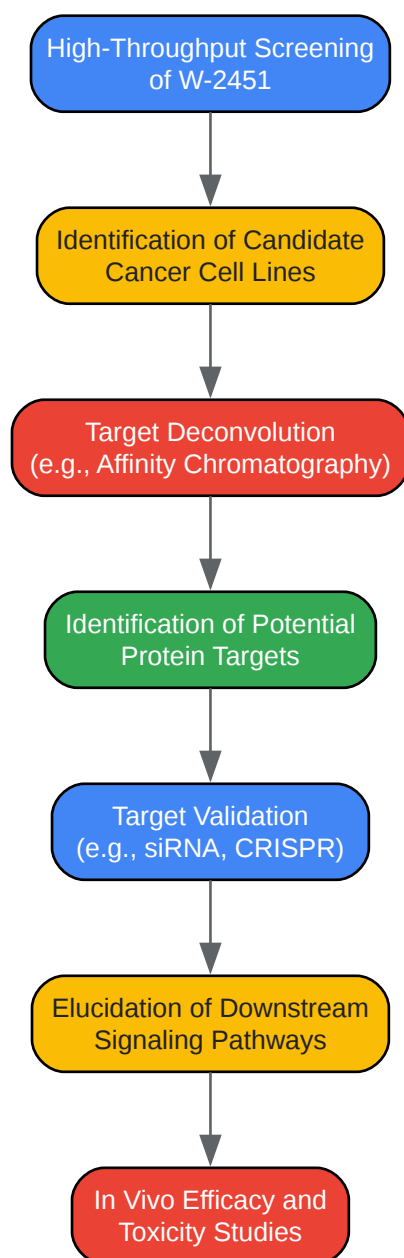 High-Throughput Screening
of W-2451
Identification of Candidate
Cancer Cell Lines
Target Deconvolution
(e.g., Affinity Chromatography)
Identification of Potential
Protein Targets
Target Validation
(e.g., siRNA, CRISPR)
Elucidation of Downstream
Signaling Pathways
In Vivo Efficacy and
Toxicity Studies